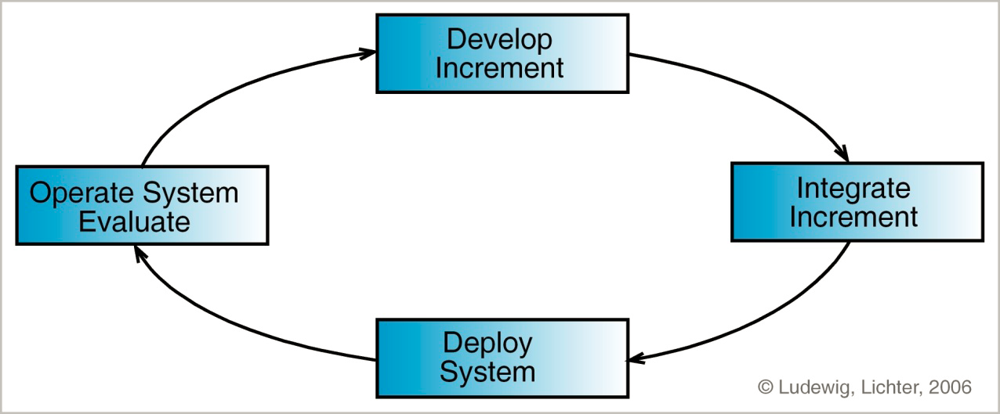 Develop
Increment
Operate System
Evaluate
Integrate
Increment
Deploy
System
© Ludewig, Lichter, 2006